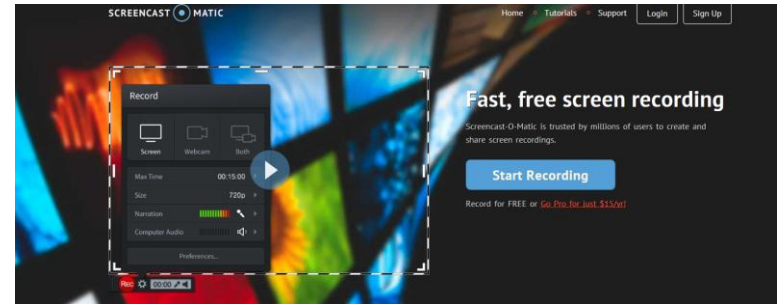 SCREENCAST O MATIC
Home Tutorials Support Login Sign Up
Record
Screen Webcam Both
Max Time 00:15:00
Size 720p
Narration
Computer Audio
Preferences...
Rec 00:00
Fast, free screen recording
Screencast-O-Matic is trusted by millions of users to create and
share screen recordings.
Start Recording
Record for FREE or Go Pro for Just $15/yr!